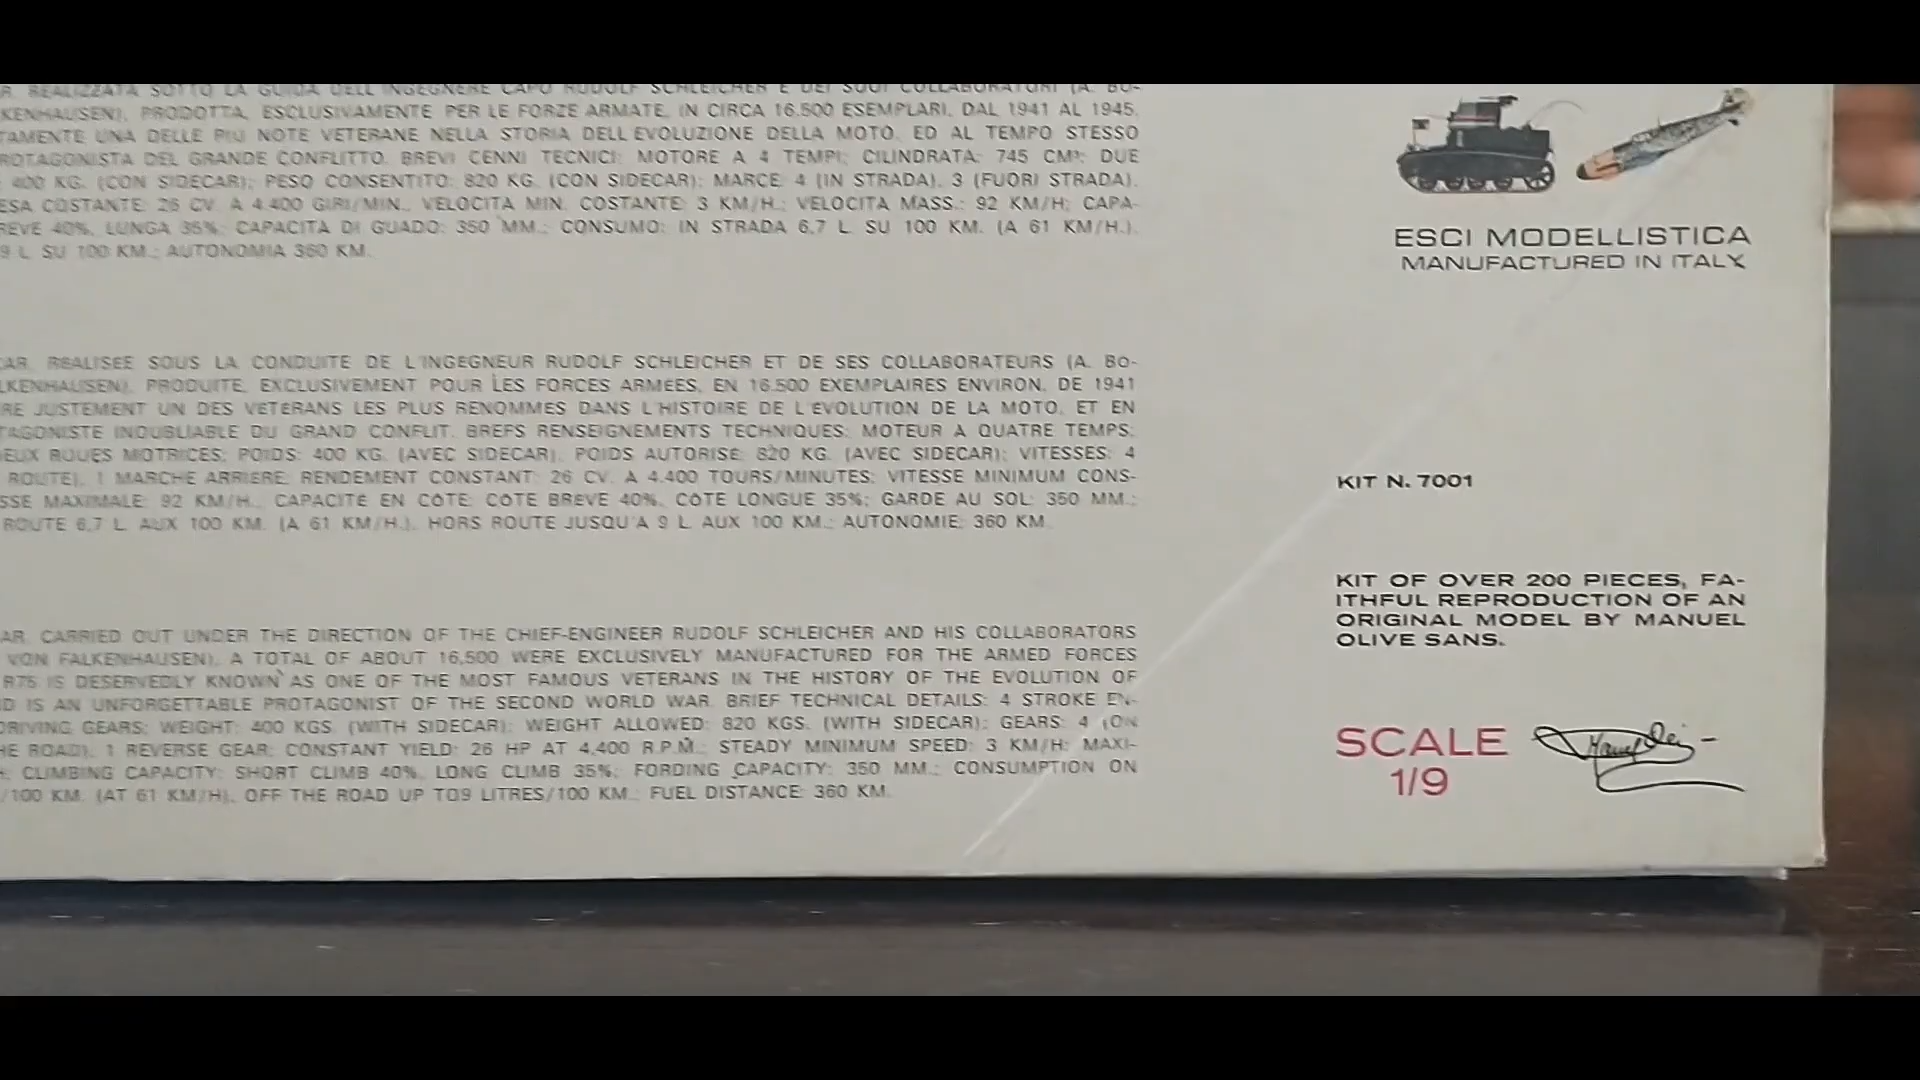 R. REALIZZATA SOTTO LA GUIDA DELL'INGEGNERE CAPO RUDOLF SCHLEICHER E DEI SUOI COLLABORATORI (A. BO-
KENHAUSEN), PRODOTTA, ESCLUSIVAMENTE PER LE FORZE ARMATE, IN CIRCA 16.500 ESEMPLARI, DAL 1941 AL 1945,
TAMENTE UNA DELLE PIU NOTE VETERANE NELLA STORIA DELL'EVOLUZIONE DELLA MOTO, ED AL TEMPO STESSO
ROTAGONISTA DEL GRANDE CONFLITTO. BREVI CENNI TECNICI: MOTORE A 4 TEMPI; CILINDRATA: 745 CM³; DUE
400 KG. (CON SIDECAR); PESO CONSENTITO: 820 KG. (CON SIDECAR); MARCE: 4 (IN STRADA), 3 (FUORI STRADA),
ESA COSTANTE: 26 CV. A 4.400 GIRI/MIN., VELOCITA MIN. COSTANTE: 3 KM/H.; VELOCITA MASS.: 92 KM/H; CAPA-
REVE 40%, LUNGA 35%; CAPACITA DI GUADO: 350 MM.; CONSUMO: IN STRADA 6,7 L. SU 100 KM. (A 61 KM/H.),
9 L. SU 100 KM.; AUTONOMIA 360 KM.
AR. REALISEE SOUS LA CONDUITE DE L'INGEGNEUR RUDOLF SCHLEICHER ET DE SES COLLABORATEURS (A. BO-
LKENHAUSEN), PRODUITE, EXCLUSIVEMENT POUR LES FORCES ARMEES, EN 16.500 EXEMPLAIRES ENVIRON, DE 1941
RE JUSTEMENT UN DES VETERANS LES PLUS RENOMMES DANS L'HISTOIRE DE L'EVOLUTION DE LA MOTO, ET EN
TAGONISTE INOUBLIABLE DU GRAND CONFLIT. BREFS RENSEIGNEMENTS TECHNIQUES: MOTEUR A QUATRE TEMPS;
EUX ROUES MOTRICES; POIDS: 400 KG. (AVEC SIDECAR), POIDS AUTORISE: 820 KG. (AVEC SIDECAR); VITESSES: 4
ROUTE), 1 MARCHE ARRIERE; RENDEMENT CONSTANT: 26 CV. A 4.400 TOURS/MINUTES; VITESSE MINIMUM CONS-
SSE MAXIMALE: 92 KM/H., CAPACITE EN COTE: COTE BREVE 40%, COTE LONGUE 35%; GARDE AU SOL: 350 MM.;
ROUTE 6,7 L. AUX 100 KM. (A 61 KM/H.), HORS ROUTE JUSQU'A 9 L. AUX 100 KM.; AUTONOMIE: 360 KM.
AR. CARRIED OUT UNDER THE DIRECTION OF THE CHIEF-ENGINEER RUDOLF SCHLEICHER AND HIS COLLABORATORS
VON FALKENHAUSEN). A TOTAL OF ABOUT 16,500 WERE EXCLUSIVELY MANUFACTURED FOR THE ARMED FORCES
R75 IS DESERVEDLY KNOWN AS ONE OF THE MOST FAMOUS VETERANS IN THE HISTORY OF THE EVOLUTION OF
D IS AN UNFORGETTABLE PROTAGONIST OF THE SECOND WORLD WAR. BRIEF TECHNICAL DETAILS: 4 STROKE EN-
DRIVING GEARS; WEIGHT: 400 KGS. (WITH SIDECAR); WEIGHT ALLOWED: 820 KGS. (WITH SIDECAR); GEARS: 4 (ON
HE ROAD), 1 REVERSE GEAR; CONSTANT YIELD: 26 HP AT 4,400 R.P.M.; STEADY MINIMUM SPEED: 3 KM/H; MAXI-
H; CLIMBING CAPACITY: SHORT CLIMB 40%, LONG CLIMB 35%; FORDING CAPACITY: 350 MM.; CONSUMPTION ON
/100 KM. (AT 61 KM/H), OFF THE ROAD UP TO9 LITRES/100 KM.; FUEL DISTANCE: 360 KM.
ESCI MODELLISTICA
MANUFACTURED IN ITALY
KIT N. 7001
KIT OF OVER 200 PIECES, FA-
ITHFUL REPRODUCTION OF AN
ORIGINAL MODEL BY MANUEL
OLIVE SANS.
SCALE
1/9